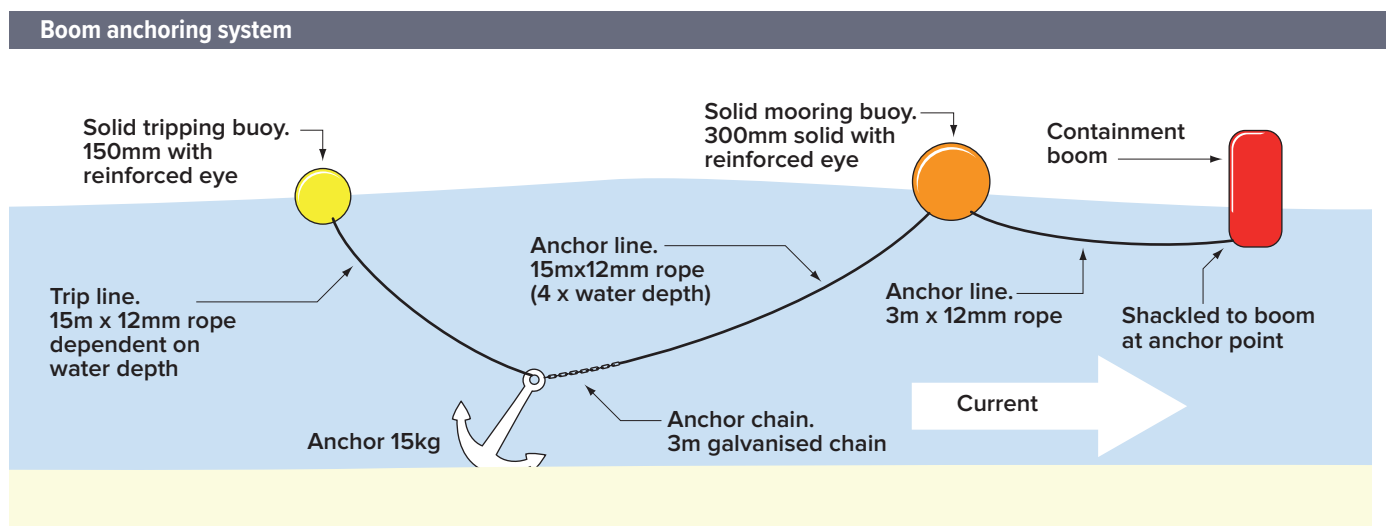 Boom anchoring system
Solid tripping buoy.
150mm with
reinforced eye
Solid mooring buoy.
300mm solid with
reinforced eye
Containment
boom
Trip line.
15m x 12mm rope
dependent on
water depth
Anchor line.
15mx12mm rope
(4 x water depth)
Anchor line.
3m x 12mm rope
Shackled to boom
at anchor point
Anchor 15kg
Anchor chain.
3m galvanised chain
Current